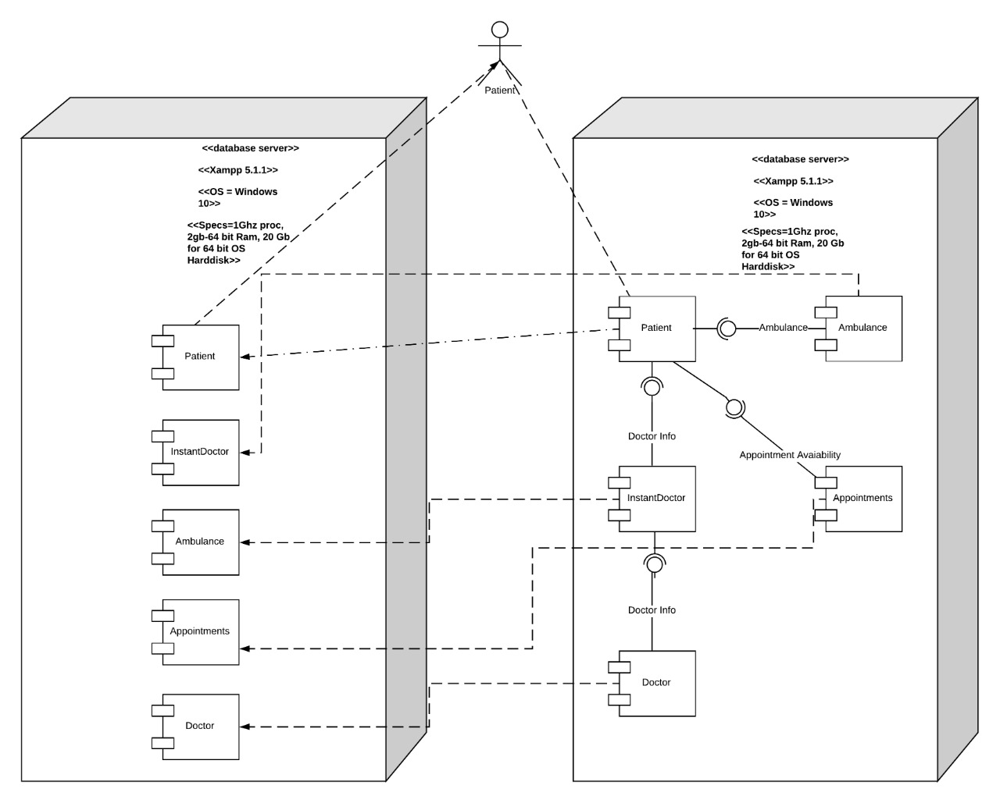 Patient
<<database server>>
<<Xampp 5.1.1>>
<<OS = Windows
10>>
<<Specs=1Ghz proc,
2gb-64 bit Ram, 20 Gb
for 64 bit OS
Harddisk>>
Patient
InstantDoctor
Ambulance
Appointments
Doctor
<<database server>>
<<Xampp 5.1.1>>
<<OS = Windows
10>>
<<Specs=1Ghz proc,
2gb-64 bit Ram, 20 Gb
for 64 bit OS
Harddisk>>
Patient
Ambulance
Ambulance
Doctor Info
Appointment Avaiability
InstantDoctor
Appointments
Doctor Info
Doctor